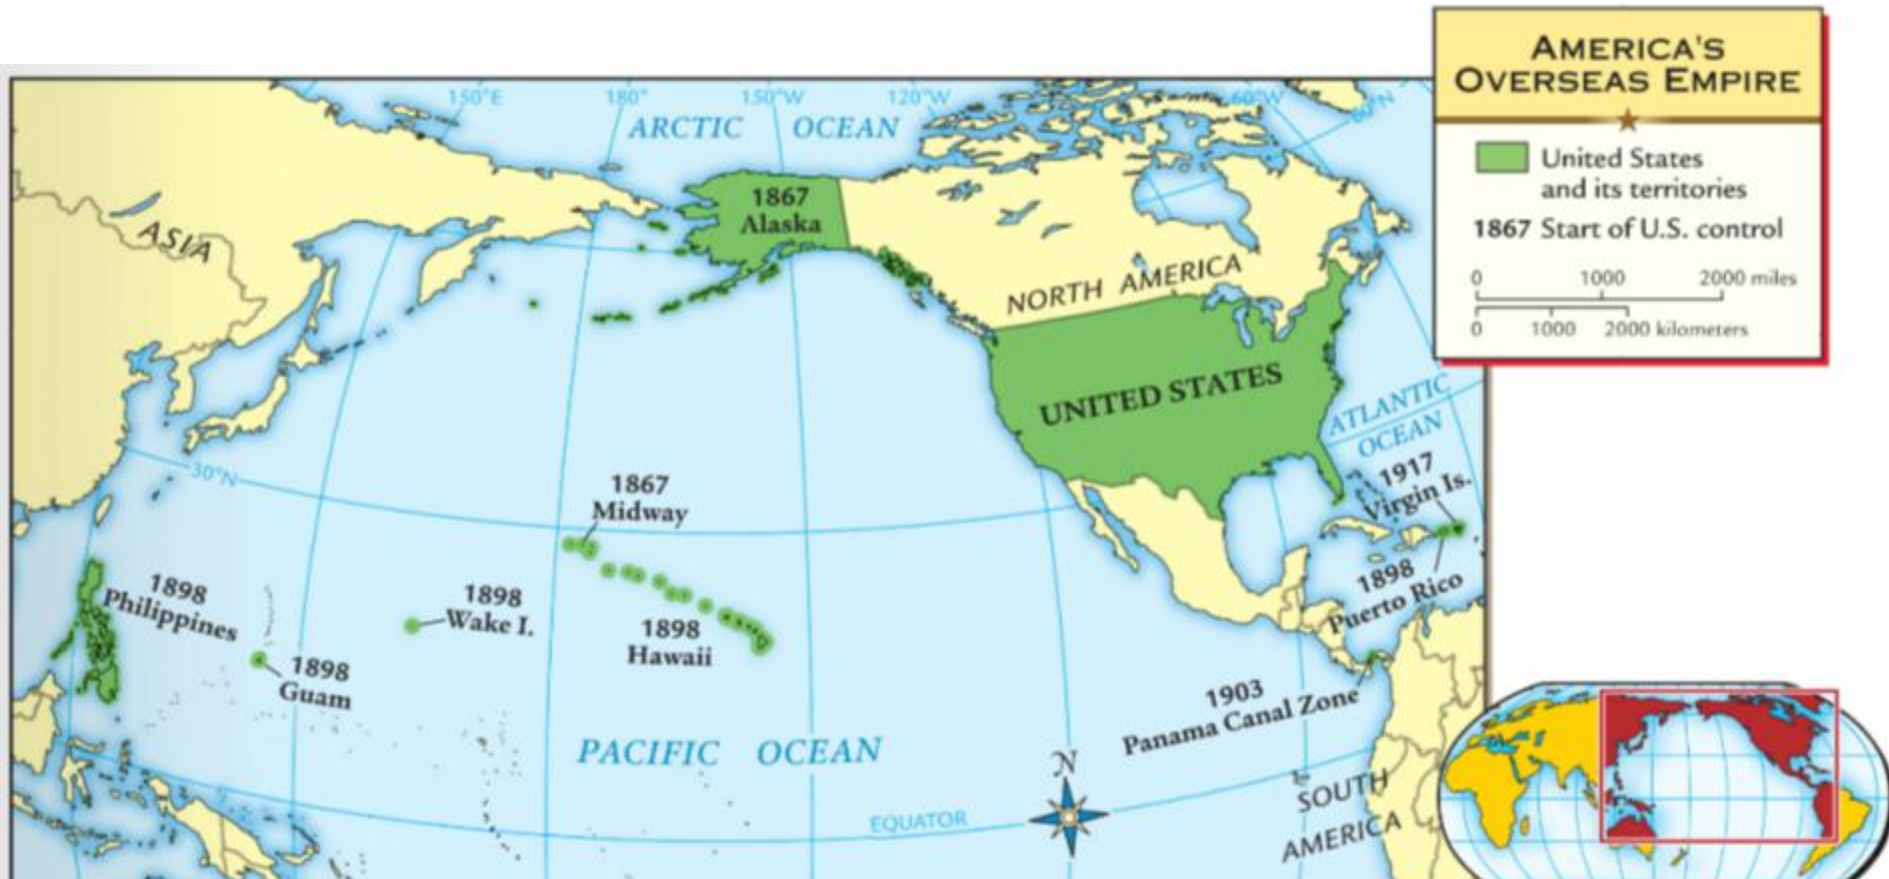 AMERICA'S
OVERSEAS EMPIRE
United States
and its territories
1867 Start of U.S. control
0 1000 2000 miles
0 1000 2000 kilometers
150°E 180° 150°W 120°W 60°W 60°N
ARCTIC OCEAN
1867
Alaska
ASIA
NORTH AMERICA
UNITED STATES
ATLANTIC
OCEAN
30°N
1867
Midway
1917
Virgin Is.
1898
Philippines
1898
Wake I.
1898
Hawaii
1898
Puerto Rico
1898
Guam
1903
Panama Canal Zone
PACIFIC OCEAN
N
EQUATOR
SOUTH
AMERICA